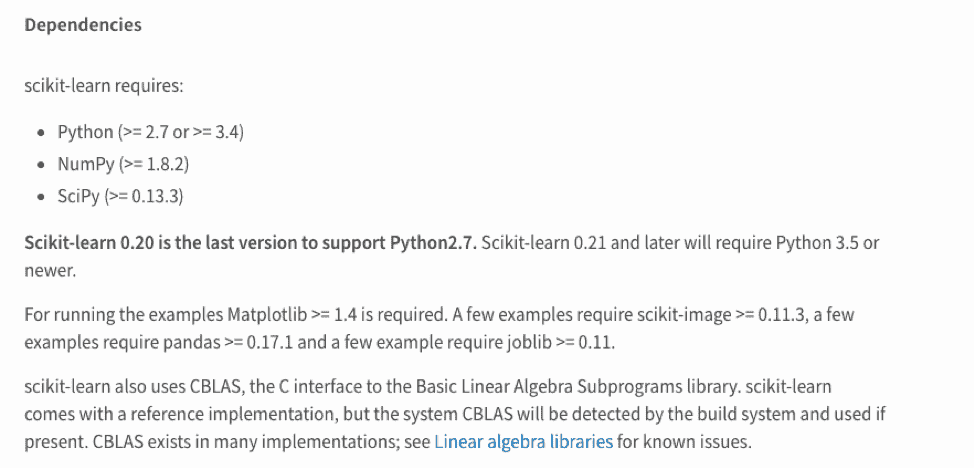 Dependencies
scikit-learn requires:
• Python (>= 2.7 or >= 3.4)
• NumPy (>= 1.8.2)
• SciPy (>= 0.13.3)
Scikit-learn 0.20 is the last version to support Python2.7. Scikit-learn 0.21 and later will require Python 3.5 or
newer.
For running the examples Matplotlib >= 1.4 is required. A few examples require scikit-image >= 0.11.3, a few
examples require pandas >= 0.17.1 and a few example require joblib >= 0.11.
scikit-learn also uses CBLAS, the C interface to the Basic Linear Algebra Subprograms library. scikit-learn
comes with a reference implementation, but the system CBLAS will be detected by the build system and used if
present. CBLAS exists in many implementations; see Linear algebra libraries for known issues.